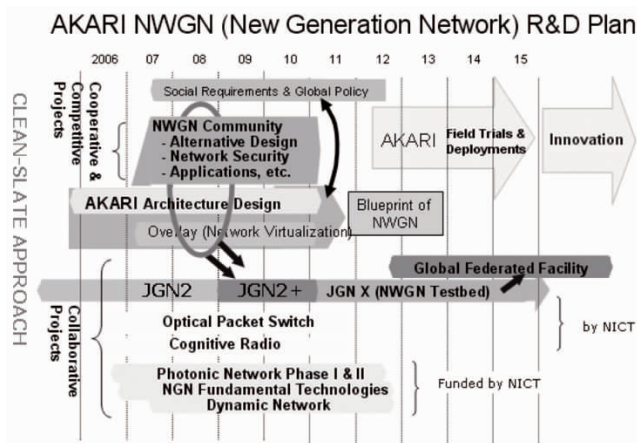 AKARI NWGN (New Generation Network) R&D Plan
2006 07 08 09 10 11 12 13 14 15
CLEAN-SLATE APPROACH
Cooperative &
Competitive
Projects
Social Requirements & Global Policy
NWGN Community
- Alternative Design
- Network Security
- Applications, etc.
AKARI Field Trials &
Deployments
Innovation
AKARI Architecture Design
Overlay (Network Virtualization)
Blueprint of
NWGN
Global Federated Facility
JGN2 JGN2+ JGN X (NWGN Testbed)
Collaborative
Projects
Optical Packet Switch
Cognitive Radio
by NICT
Photonic Network Phase I & II
NGN Fundamental Technologies
Dynamic Network
Funded by NICT